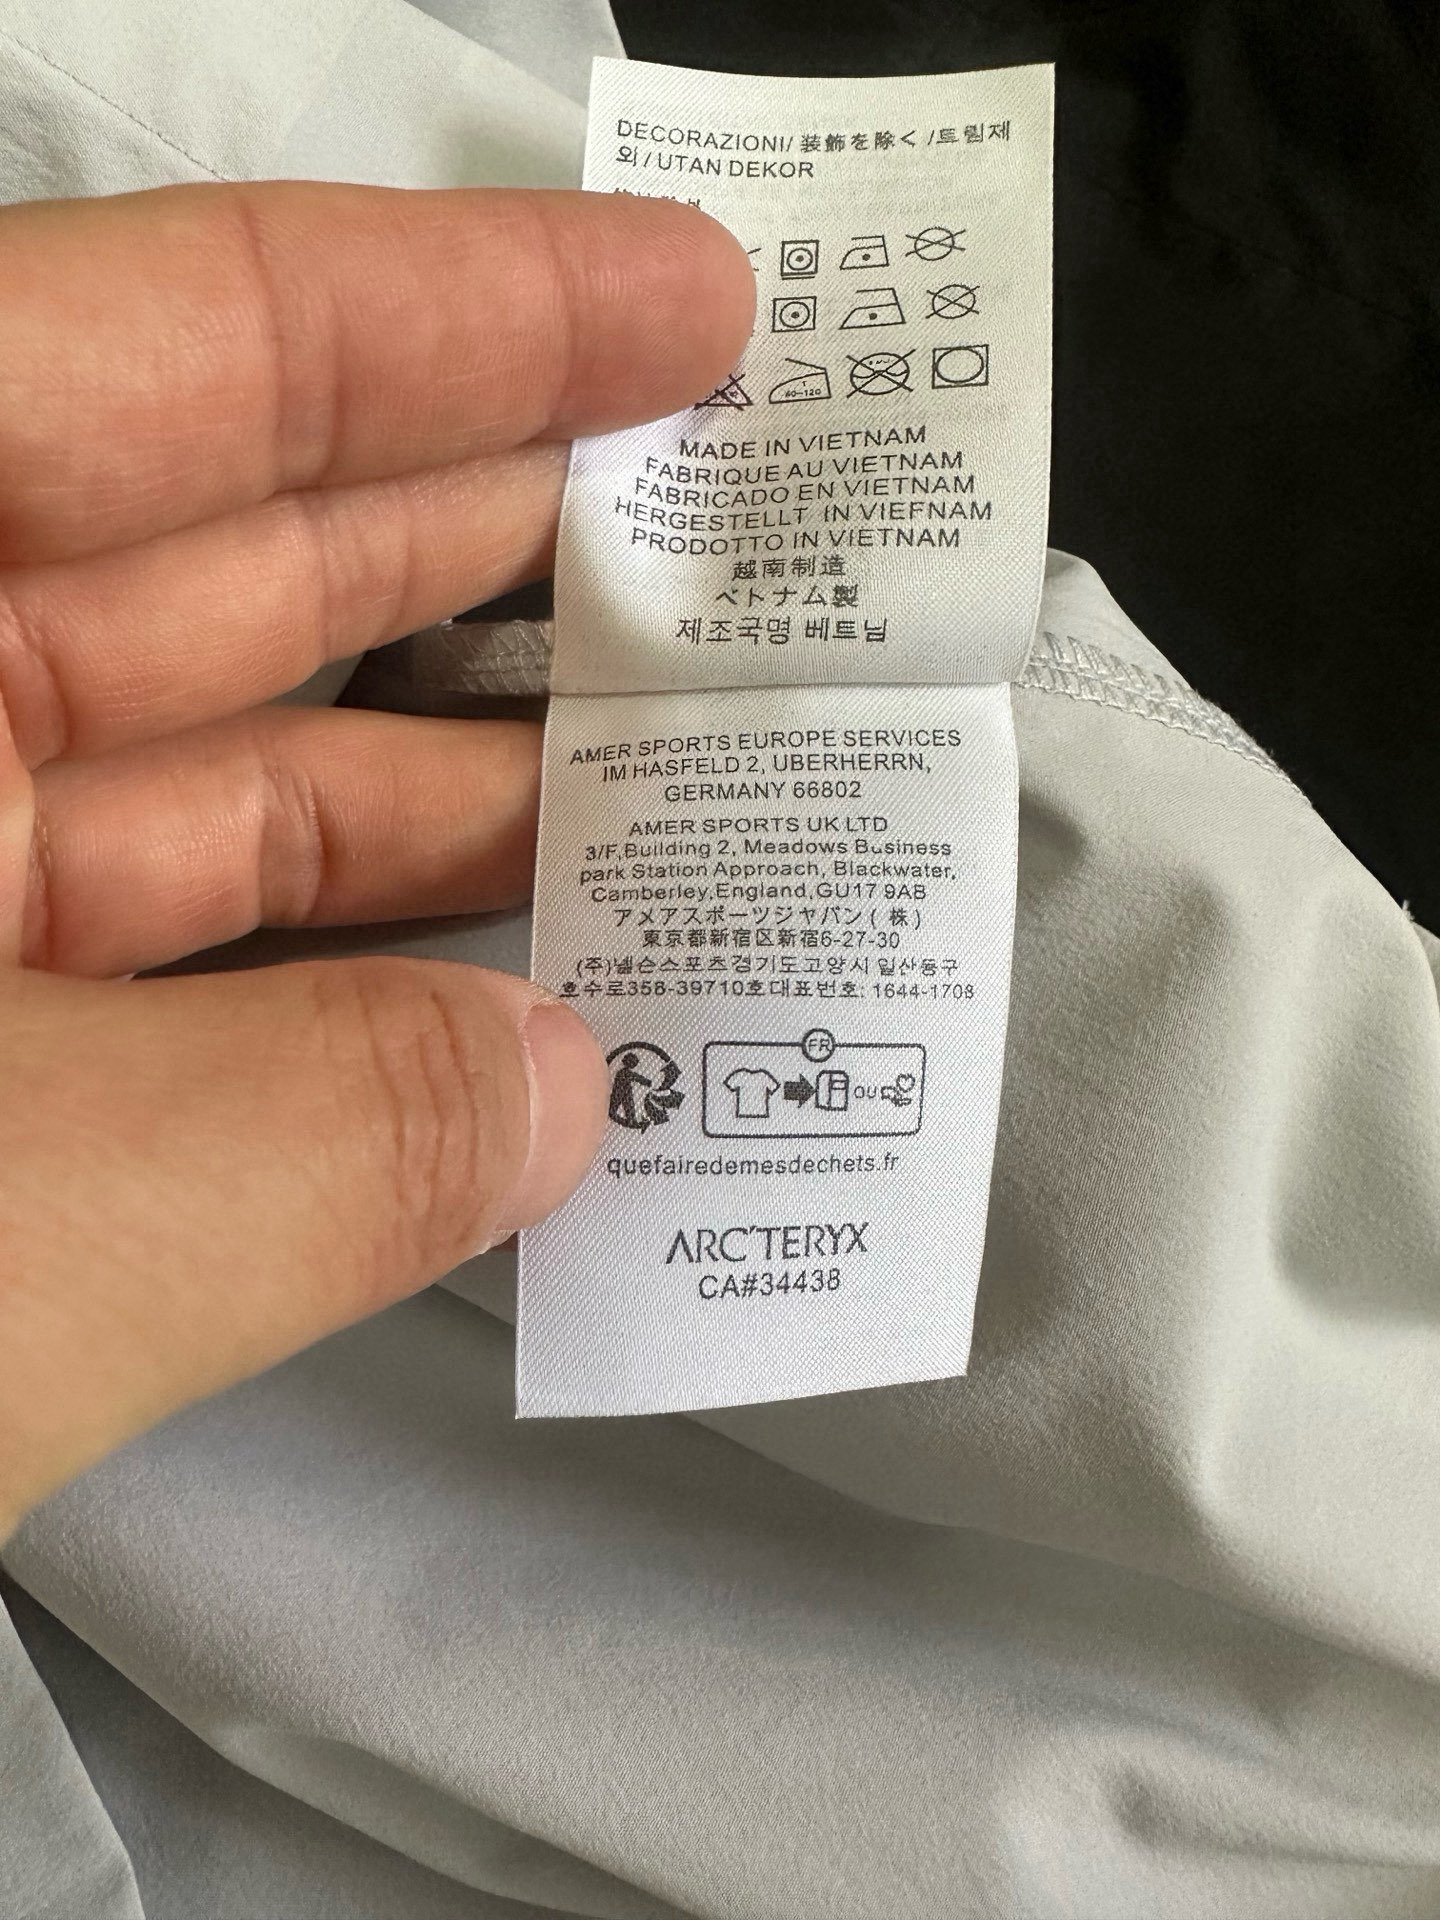 DECORAZIONI/ 装飾を除く /트림제
외/ UTAN DEKOR
MADE IN VIETNAM
FABRIQUE AU VIETNAM
FABRICADO EN VIETNAM
HERGESTELLT IN VIEFNAM
PRODOTTO IN VIETNAM
越南制造
ベトナム製
제조국명 베트남
AMER SPORTS EUROPE SERVICES
IM HASFELD 2, UBERHERRN,
GERMANY 66802
AMER SPORTS UK LTD
3/F,Building 2, Meadows Business
park Station Approach, Blackwater,
Camberley,England,GU17 9AB
アメアスポーツジャパン ( 株 )
東京都新宿区新宿6-27-30
(주)넬슨스포츠경기도고양시 일산동구
호수로358-39710호대표번호: 1644-1708
FR
OU
quefairedemesdechets.fr
ARC'TERYX
CA#34438